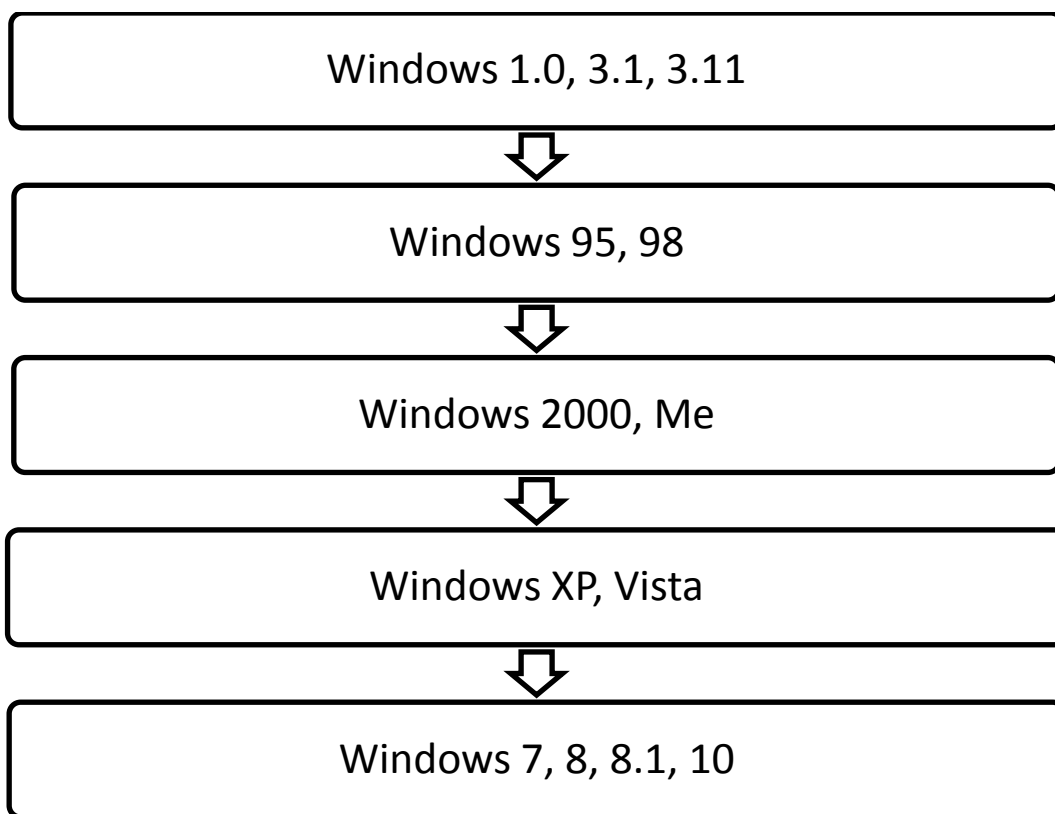 Windows 1.0, 3.1, 3.11
Windows 95, 98
Windows 2000, Me
Windows XP, Vista
Windows 7, 8, 8.1, 10